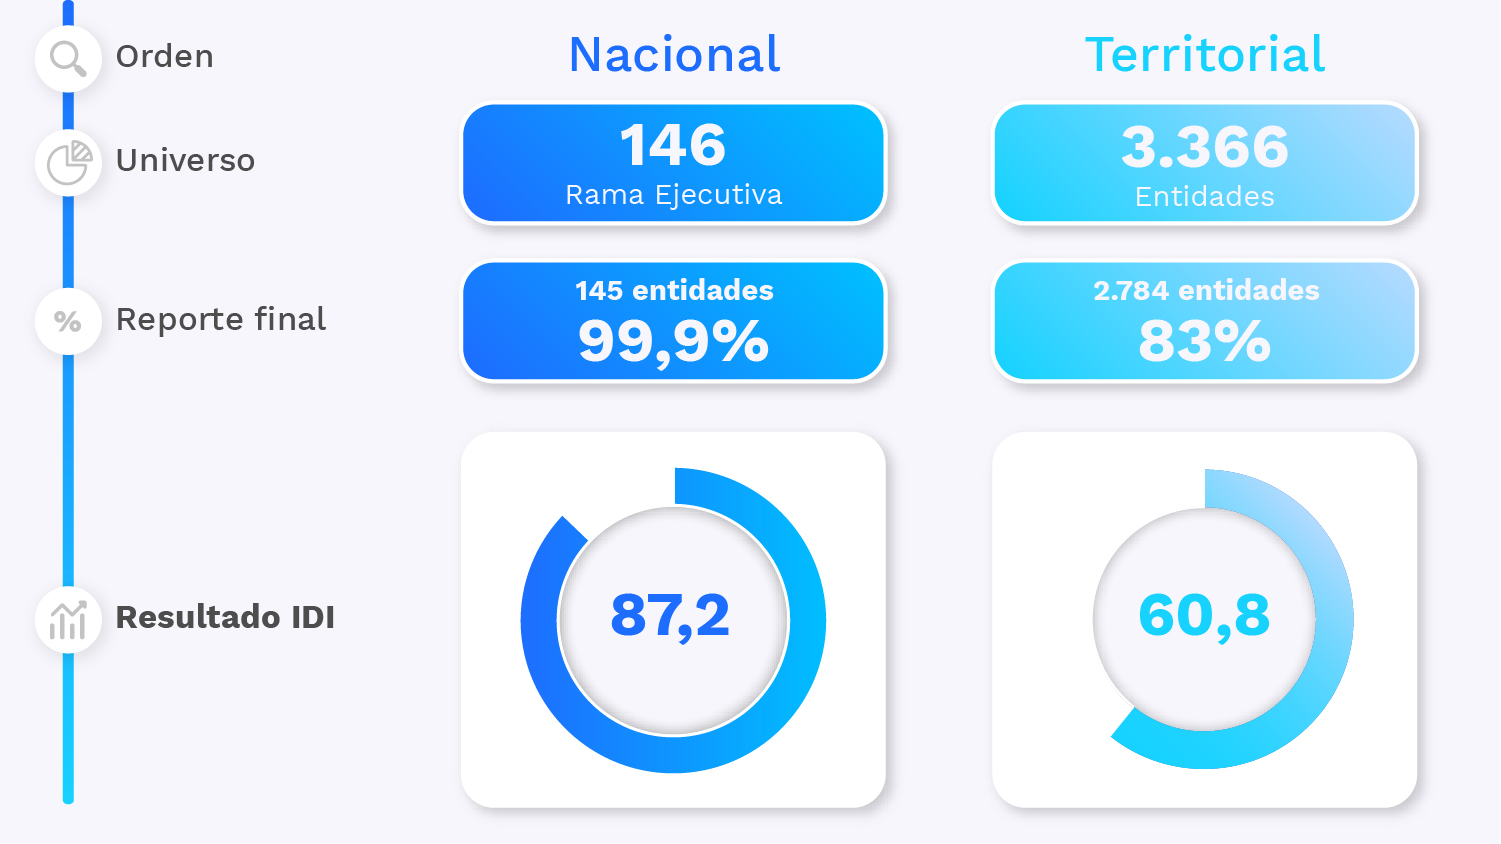 Orden
Nacional
Territorial
Universo
146
Rama Ejecutiva
3.366
Entidades
%
Reporte final
145 entidades
99,9%
2.784 entidades
83%
Resultado IDI
87,2
60,8